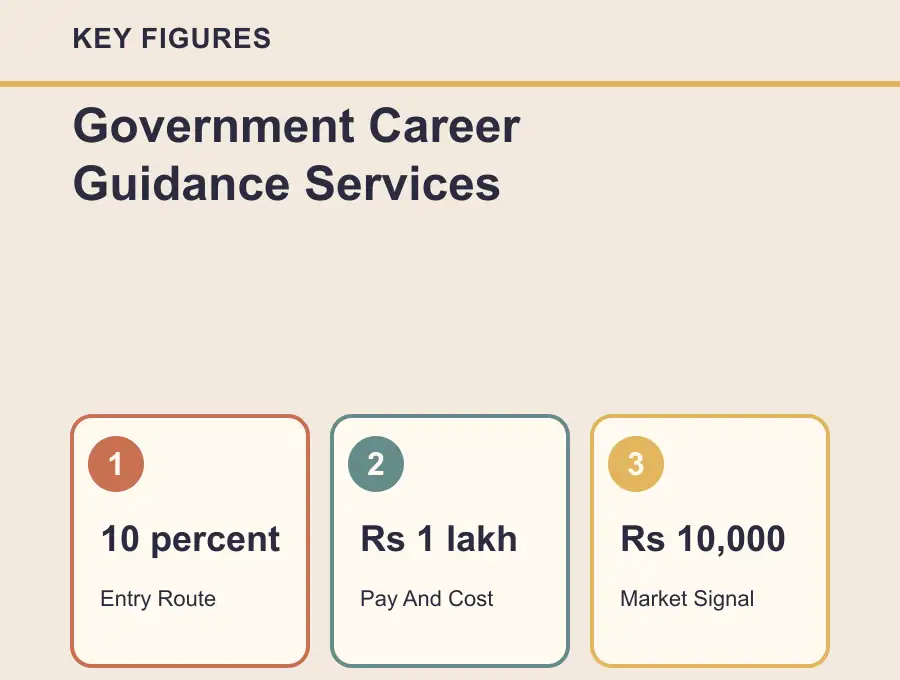 KEY FIGURES
Government Career
Guidance Services
1
10 percent
Entry Route
2
Rs 1 lakh
Pay And Cost
3
Rs 10,000
Market Signal